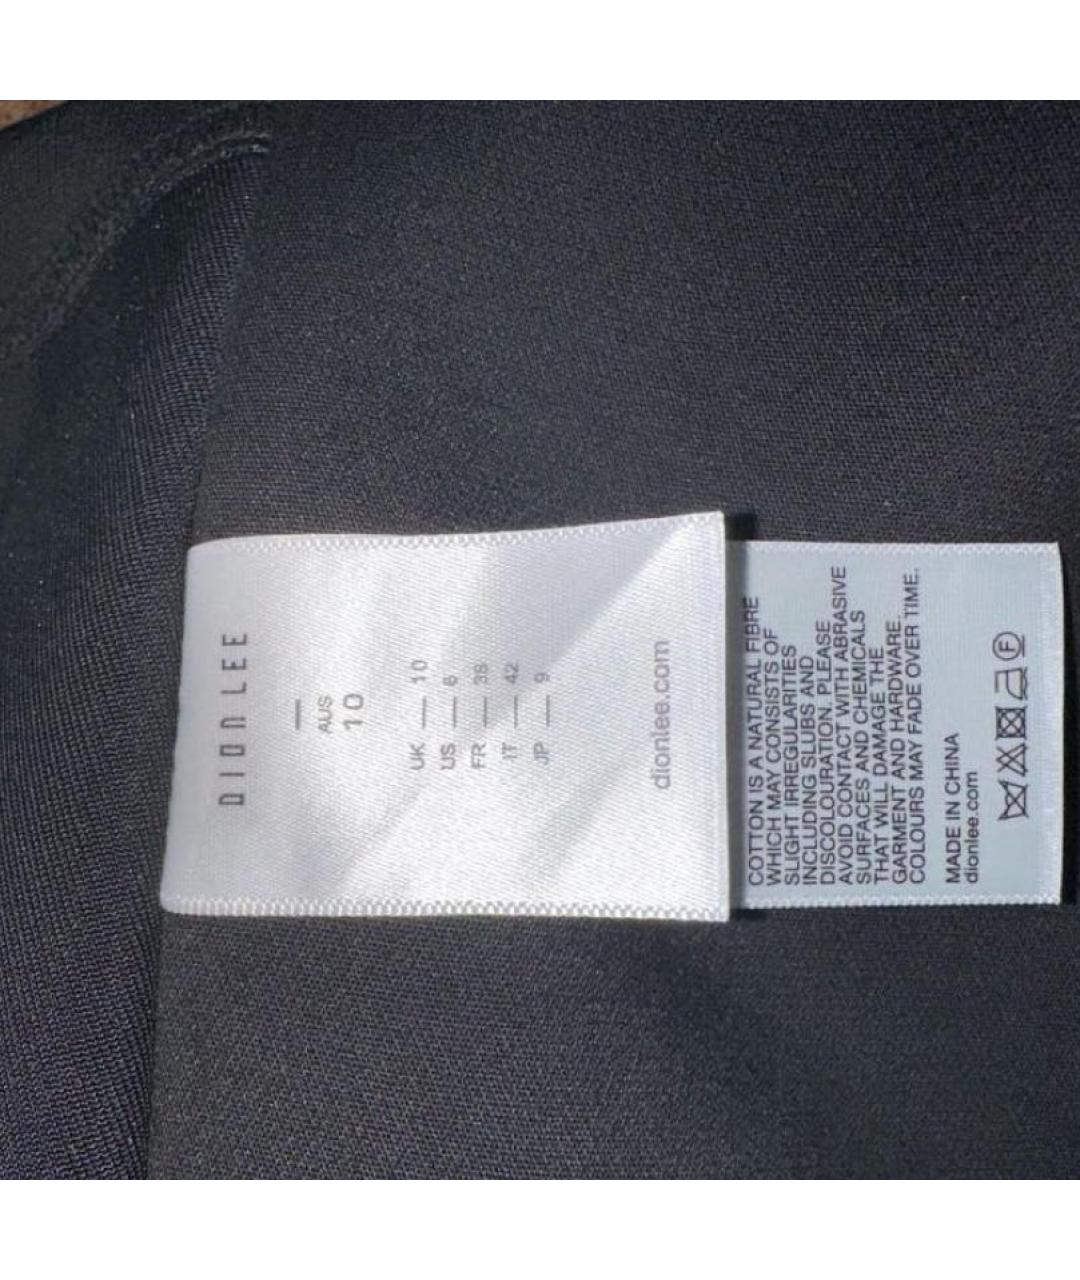 DION LEE
AUS
10
UK — 10
US — 6
FR — 38
IT — 42
JP — 9
dionlee.com
COTTON IS A NATURAL FIBRE
WHICH MAY CONSISTS OF
SLIGHT IRREGULARITIES
INCLUDING SLUBS AND
DISCOLOURATION. PLEASE
AVOID CONTACT WITH ABRASIVE
SURFACES AND CHEMICALS
THAT WILL DAMAGE THE
GARMENT AND HARDWARE.
COLOURS MAY FADE OVER TIME.
MADE IN CHINA
dionlee.com
F